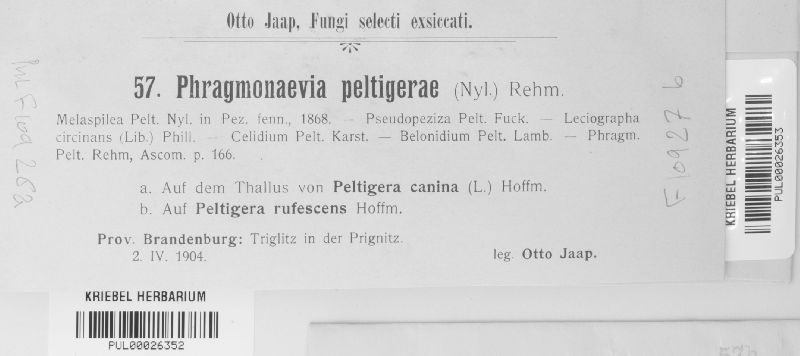 Otto Jaap, Fungi selecti exsiccati.
57. Phragmonaevia peltigerae (Nyl.) Rehm.
Melaspilea Pelt. Nyl. in Pez. fenn., 1868. — Pseudopeziza Pelt. Fuck. — Leciographa
circinans (Lib.) Phill. — Celidium Pelt. Karst. — Belonidium Pelt. Lamb. — Phragm.
Pelt. Rehm, Ascom. p. 166.
a. Auf dem Thallus von Peltigera canina (L.) Hoffm.
b. Auf Peltigera rufescens Hoffm.
Prov. Brandenburg: Triglitz in der Prignitz.
2. IV. 1904.
leg. Otto Jaap.
F10927 b
KRIEBEL HERBARIUM
PUL00026353
KRIEBEL HERBARIUM
PUL00026352